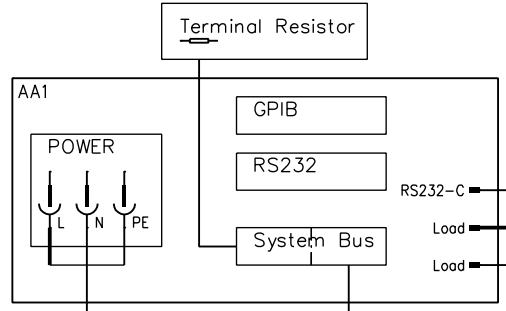 Terminal Resistor
AA1
GPIB
POWER
RS232
RS232-C
L N PE
System Bus
Load
Load